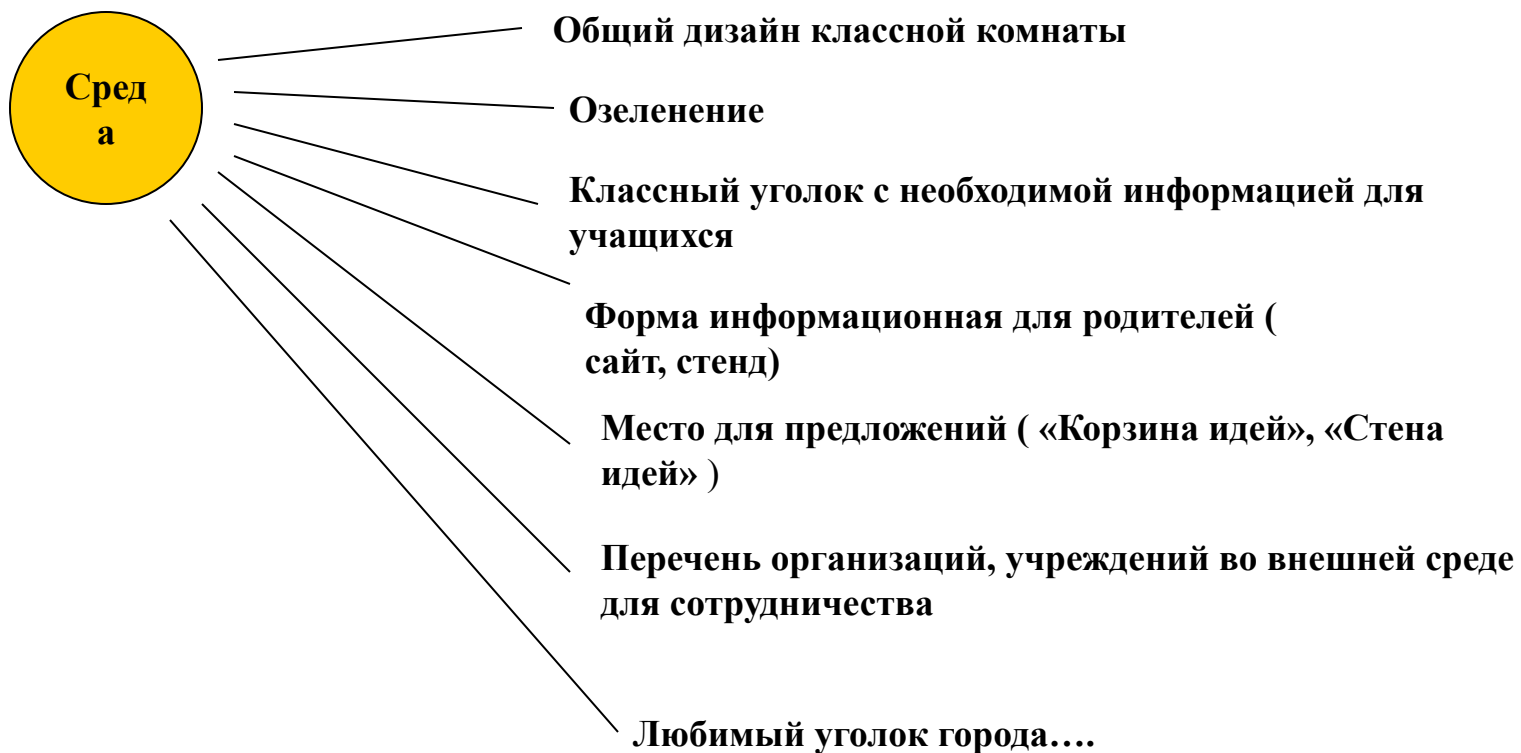 Сред
а
Общий дизайн классной комнаты
Озеленение
Классный уголок с необходимой информацией для
учащихся
Форма информационная для родителей (
сайт, стенд)
Место для предложений ( «Корзина идей», «Стена
идей» )
Перечень организаций, учреждений во внешней среде
для сотрудничества
Любимый уголок города….